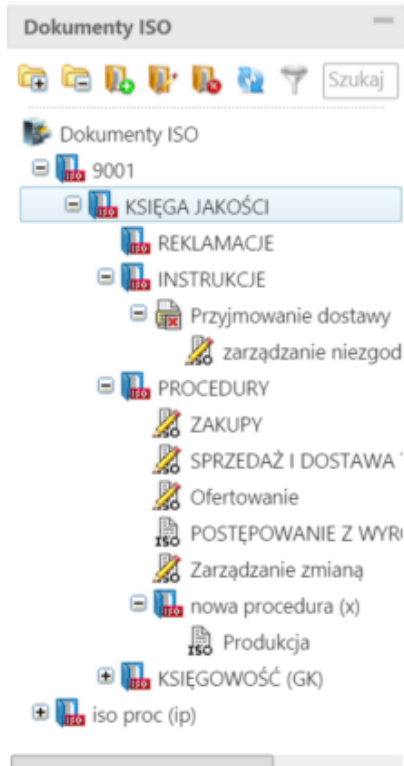 Dokumenty ISO
Szukaj
Dokumenty ISO
9001
KSIĘGA JAKOŚCI
REKLAMACJE
INSTRUKCJE
Przyjmowanie dostawy
zarządzanie niezgod
PROCEDURY
ZAKUPY
SPRZEDAŻ I DOSTAWA
Ofertowanie
POSTĘPOWANIE Z WYR
Zarządzanie zmianą
nowa procedura (x)
Produkcja
KSIĘGOWOŚĆ (GK)
iso proc (ip)